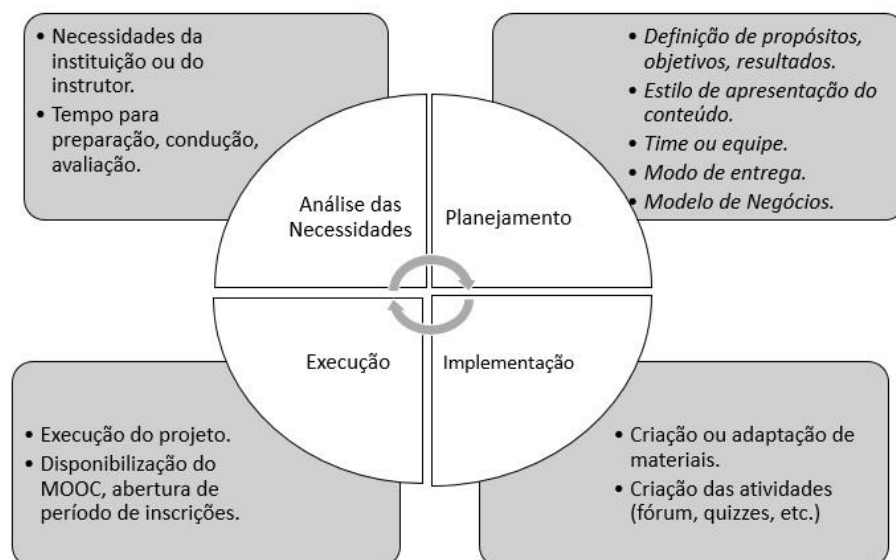 • Necessidades da
instituição ou do
instrutor.
• Tempo para
preparação, condução,
avaliação.
• Definição de propósitos,
objetivos, resultados.
• Estilo de apresentação do
conteúdo.
• Time ou equipe.
• Modo de entrega.
• Modelo de Negócios.
Análise das
Necessidades
Planejamento
Execução
Implementação
• Execução do projeto.
• Disponibilização do
MOOC, abertura de
período de inscrições.
• Criação ou adaptação de
materiais.
• Criação das atividades
(fórum, quizzes, etc.)